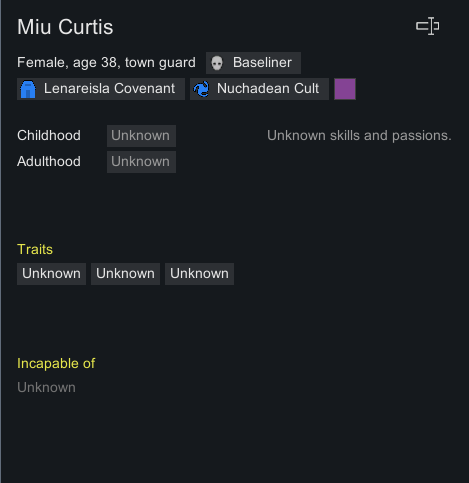 Miu Curtis
Female, age 38, town guard Baseliner
Lenareisla Covenant Nuchadean Cult
Childhood Unknown Unknown skills and passions.
Adulthood Unknown
Traits
Unknown Unknown Unknown
Incapable of
Unknown